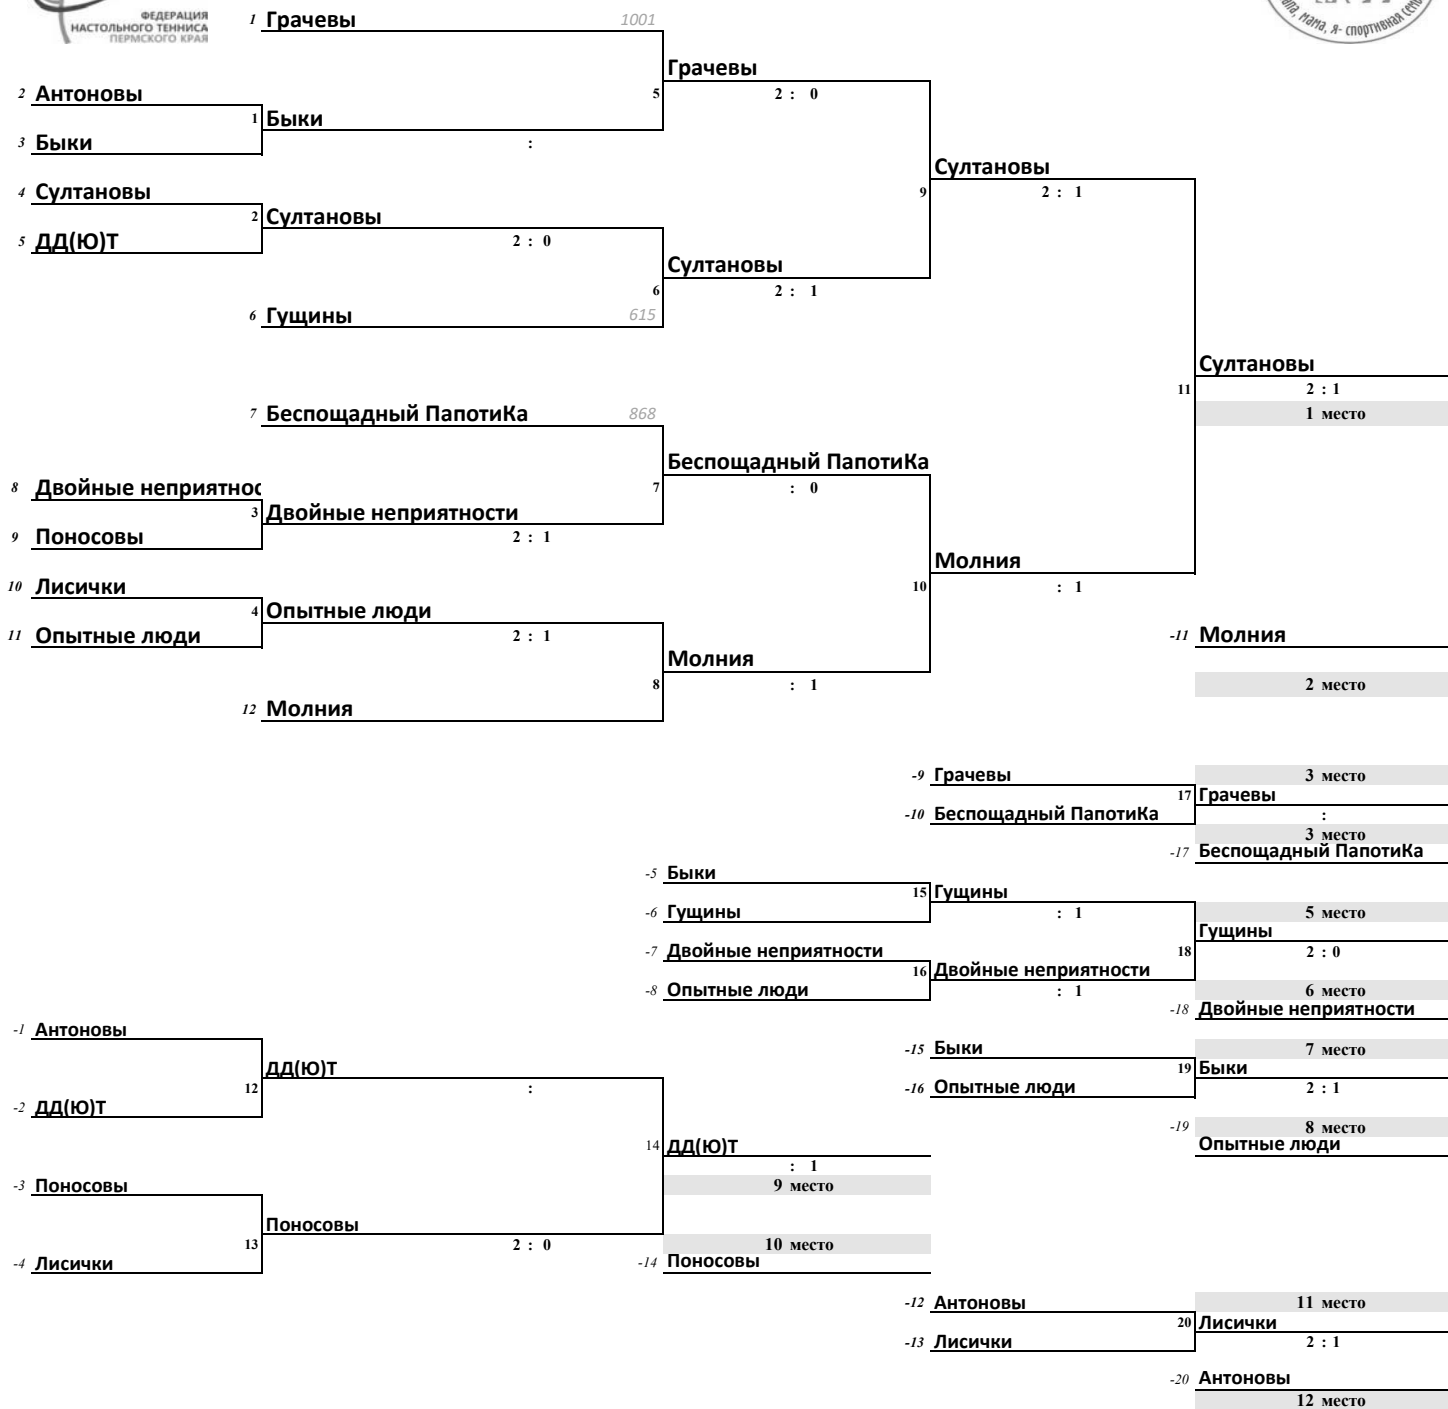 ФЕДЕРАЦИЯ
НАСТОЛЬНОГО ТЕННИСА
ПЕРМСКОГО КРАЯ
мама, я- спортивная
1 Грачевы 1001
Грачевы
2 Антоновы
5 2 : 0
1 Быки
3 Быки :
Султановы
4 Султановы
9 2 : 1
2 Султановы
5 ДД(Ю)Т 2 : 0
Султановы
6 2 : 1
6 Гущины 615
Султановы
11 2 : 1
7 Беспощадный ПапотиКа 868
1 место
Беспощадный ПапотиКа
8 Двойные неприятнос
7 : 0
3 Двойные неприятности
9 Поносовы 2 : 1
Молния
10 Лисички
10 : 1
4 Опытные люди
11 Опытные люди 2 : 1
-11 Молния
Молния
8 : 1
2 место
12 Молния
-9 Грачевы 3 место
17 Грачевы
-10 Беспощадный ПапотиКа :
3 место
-17 Беспощадный ПапотиКа
-5 Быки
15 Гущины
-6 Гущины : 1 5 место
Гущины
-7 Двойные неприятности 18 2 : 0
16 Двойные неприятности
-8 Опытные люди : 1 6 место
-18 Двойные неприятности
-1 Антоновы
-15 Быки 7 место
ДД(Ю)Т
19 Быки
12 : -16 Опытные люди 2 : 1
-2 ДД(Ю)Т
-19 8 место
14 ДД(Ю)Т Опытные люди
: 1
-3 Поносовы 9 место
Поносовы
13 2 : 0 10 место
-4 Лисички -14 Поносовы
-12 Антоновы 11 место
20 Лисички
-13 Лисички 2 : 1
-20 Антоновы
12 место